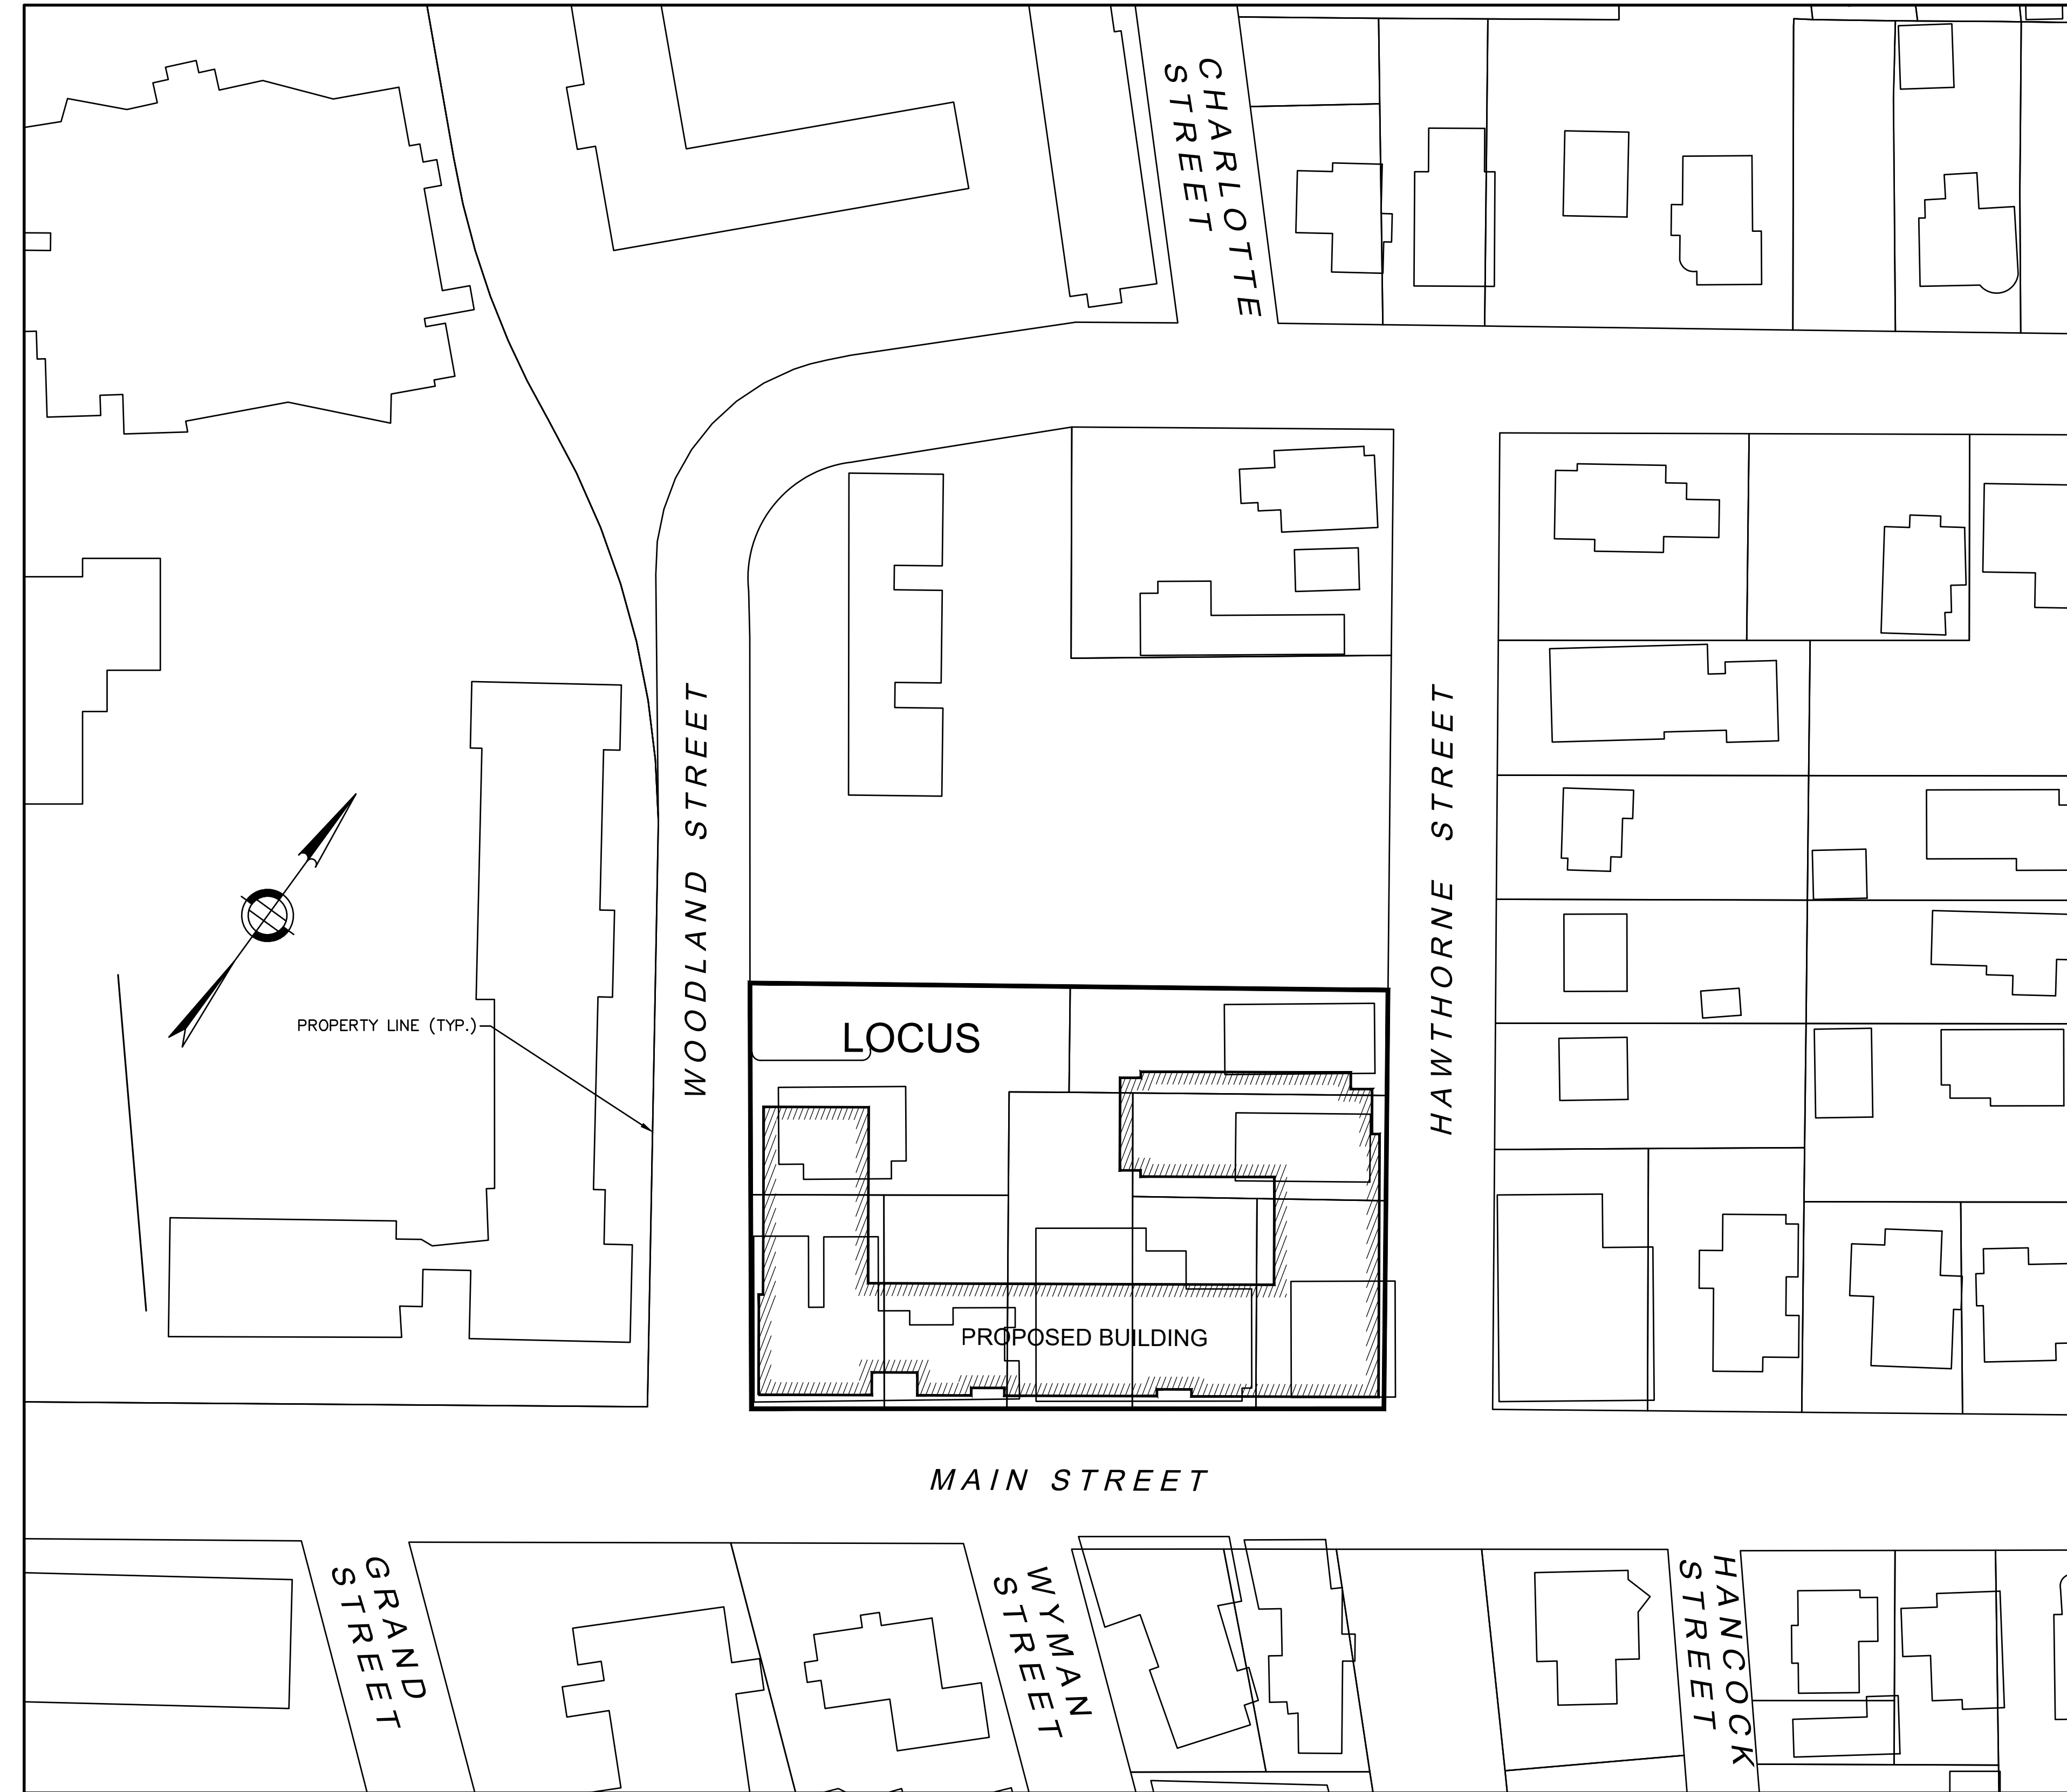 CHARLOTTE
STREET
WOODLAND STREET
HAWTHORNE STREET
PROPERTY LINE (TYP.)
LOCUS
PROPOSED BUILDING
MAIN STREET
GRAND
STREET
WYMAN
STREET
HANCOCK
STREET